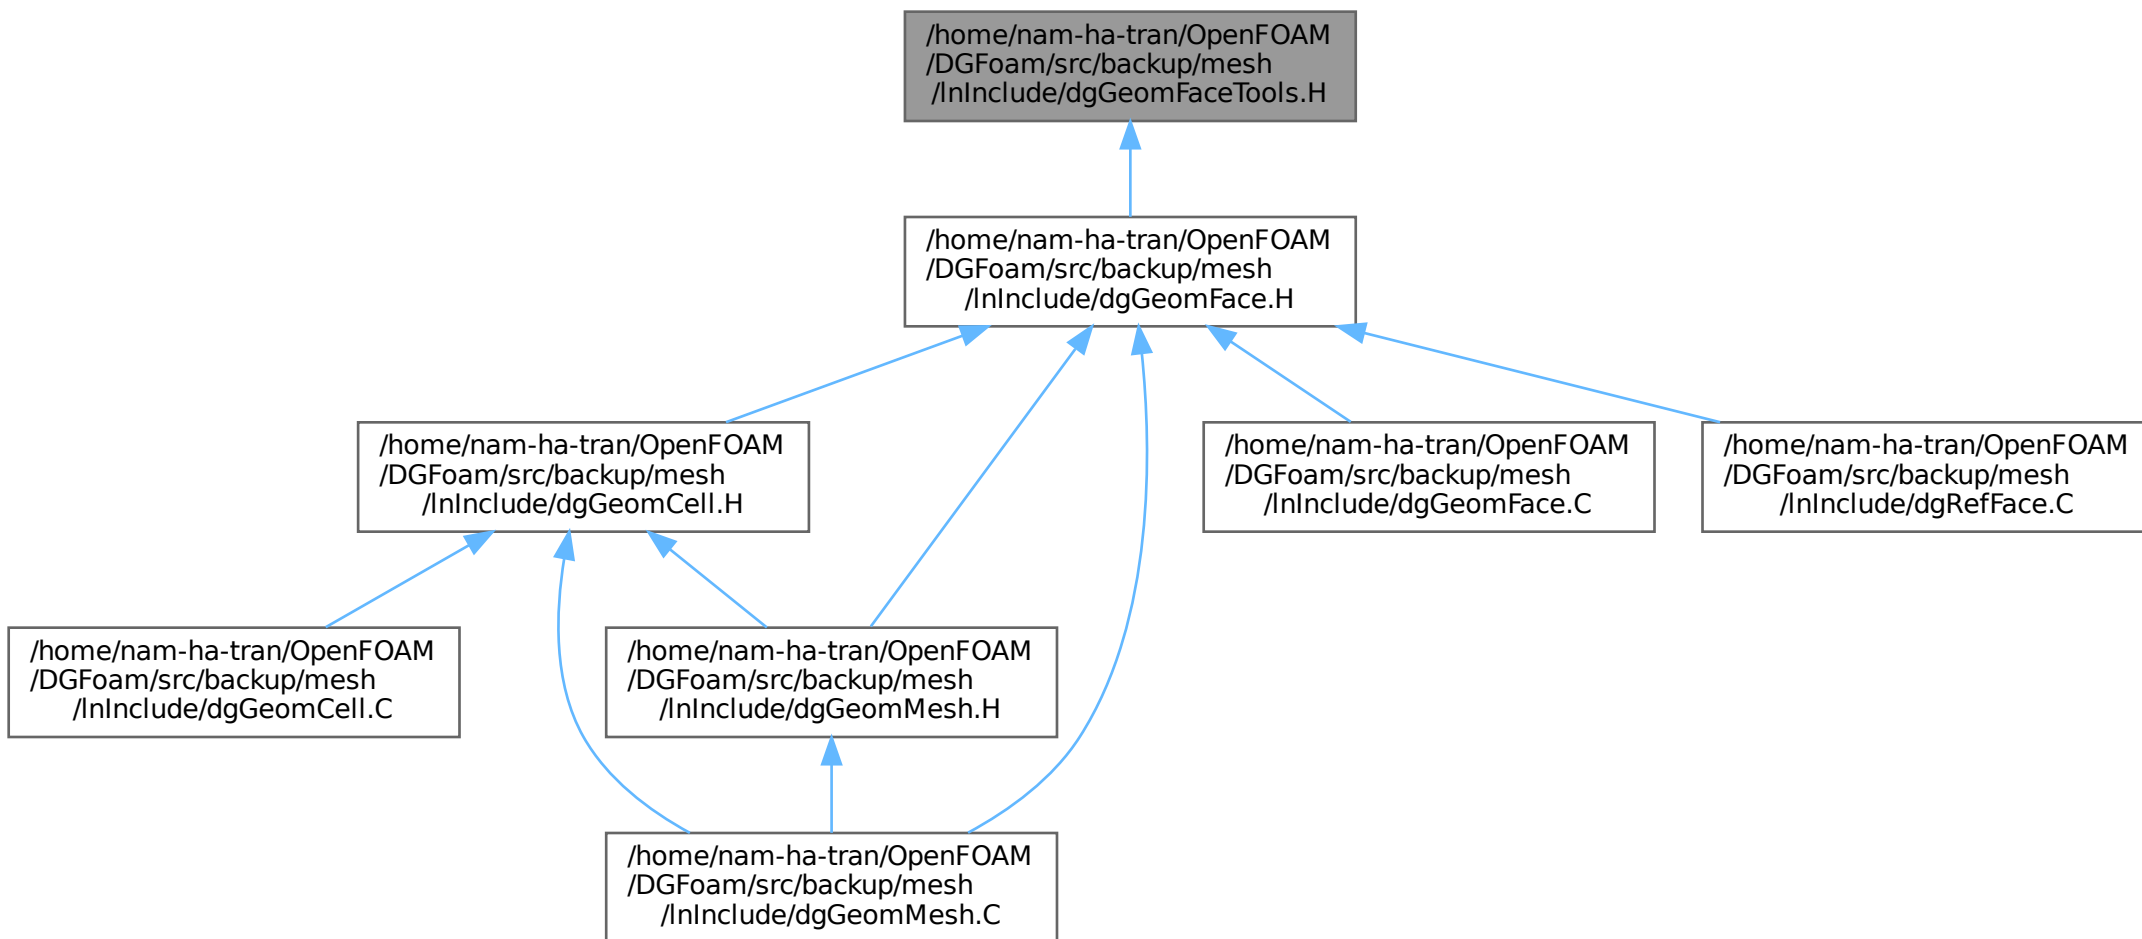 /home/nam-ha-tran/OpenFOAM
/DGFoam/src/backup/mesh
/lnInclude/dgGeomFaceTools.H
/home/nam-ha-tran/OpenFOAM
/DGFoam/src/backup/mesh
/lnInclude/dgGeomFace.H
/home/nam-ha-tran/OpenFOAM
/DGFoam/src/backup/mesh
/lnInclude/dgGeomCell.H
/home/nam-ha-tran/OpenFOAM
/DGFoam/src/backup/mesh
/lnInclude/dgGeomFace.C
/home/nam-ha-tran/OpenFOAM
/DGFoam/src/backup/mesh
/lnInclude/dgRefFace.C
/home/nam-ha-tran/OpenFOAM
/DGFoam/src/backup/mesh
/lnInclude/dgGeomCell.C
/home/nam-ha-tran/OpenFOAM
/DGFoam/src/backup/mesh
/lnInclude/dgGeomMesh.H
/home/nam-ha-tran/OpenFOAM
/DGFoam/src/backup/mesh
/lnInclude/dgGeomMesh.C